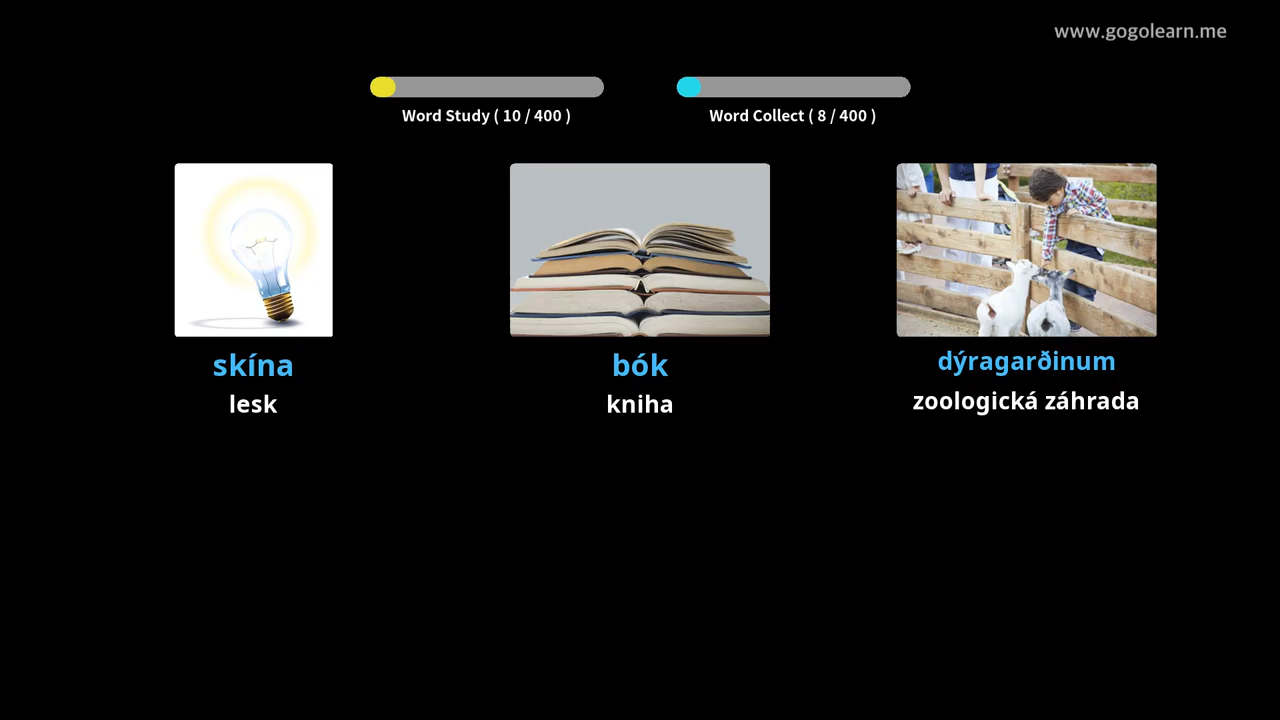 www.gogolearn.me
Word Study ( 10 / 400 )
Word Collect ( 8 / 400 )
skína
lesk
bók
kniha
dýragarðinum
zoologická záhrada